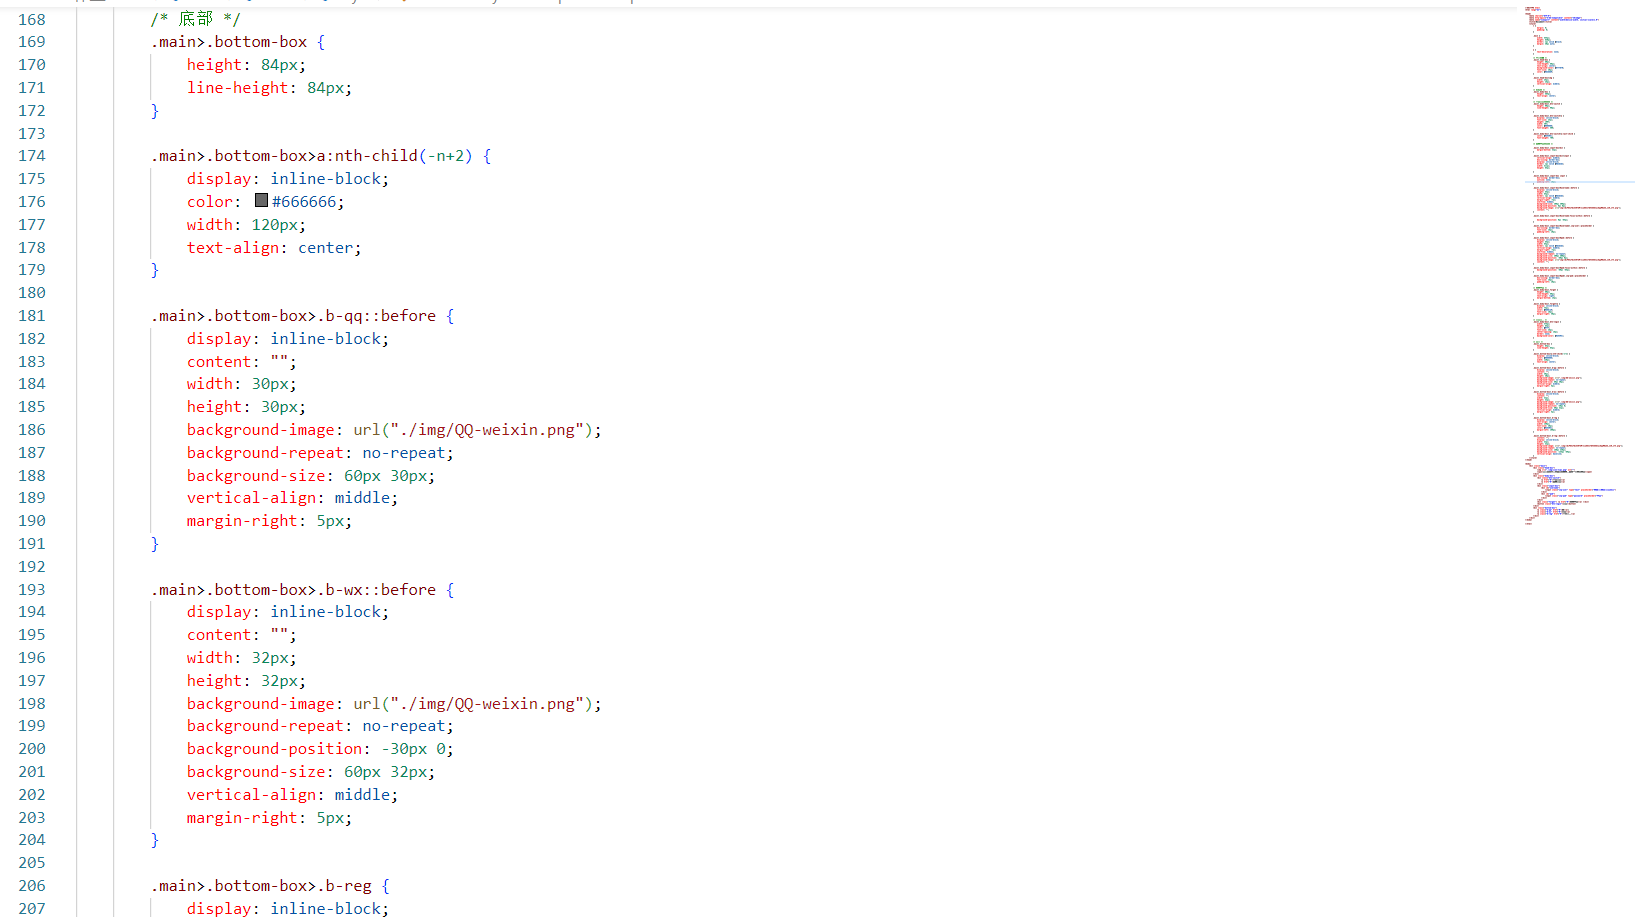 168 /* 底部 */
169 .main>.bottom-box {
170 height: 84px;
171 line-height: 84px;
172 }
173
174 .main>.bottom-box>a:nth-child(-n+2) {
175 display: inline-block;
176 color: #666666;
177 width: 120px;
178 text-align: center;
179 }
180
181 .main>.bottom-box>.b-qq::before {
182 display: inline-block;
183 content: "";
184 width: 30px;
185 height: 30px;
186 background-image: url("./img/QQ-weixin.png");
187 background-repeat: no-repeat;
188 background-size: 60px 30px;
189 vertical-align: middle;
190 margin-right: 5px;
191 }
192
193 .main>.bottom-box>.b-wx::before {
194 display: inline-block;
195 content: "";
196 width: 32px;
197 height: 32px;
198 background-image: url("./img/QQ-weixin.png");
199 background-repeat: no-repeat;
200 background-position: -30px 0;
201 background-size: 60px 32px;
202 vertical-align: middle;
203 margin-right: 5px;
204 }
205
206 .main>.bottom-box>.b-reg {
207 display: inline-block;